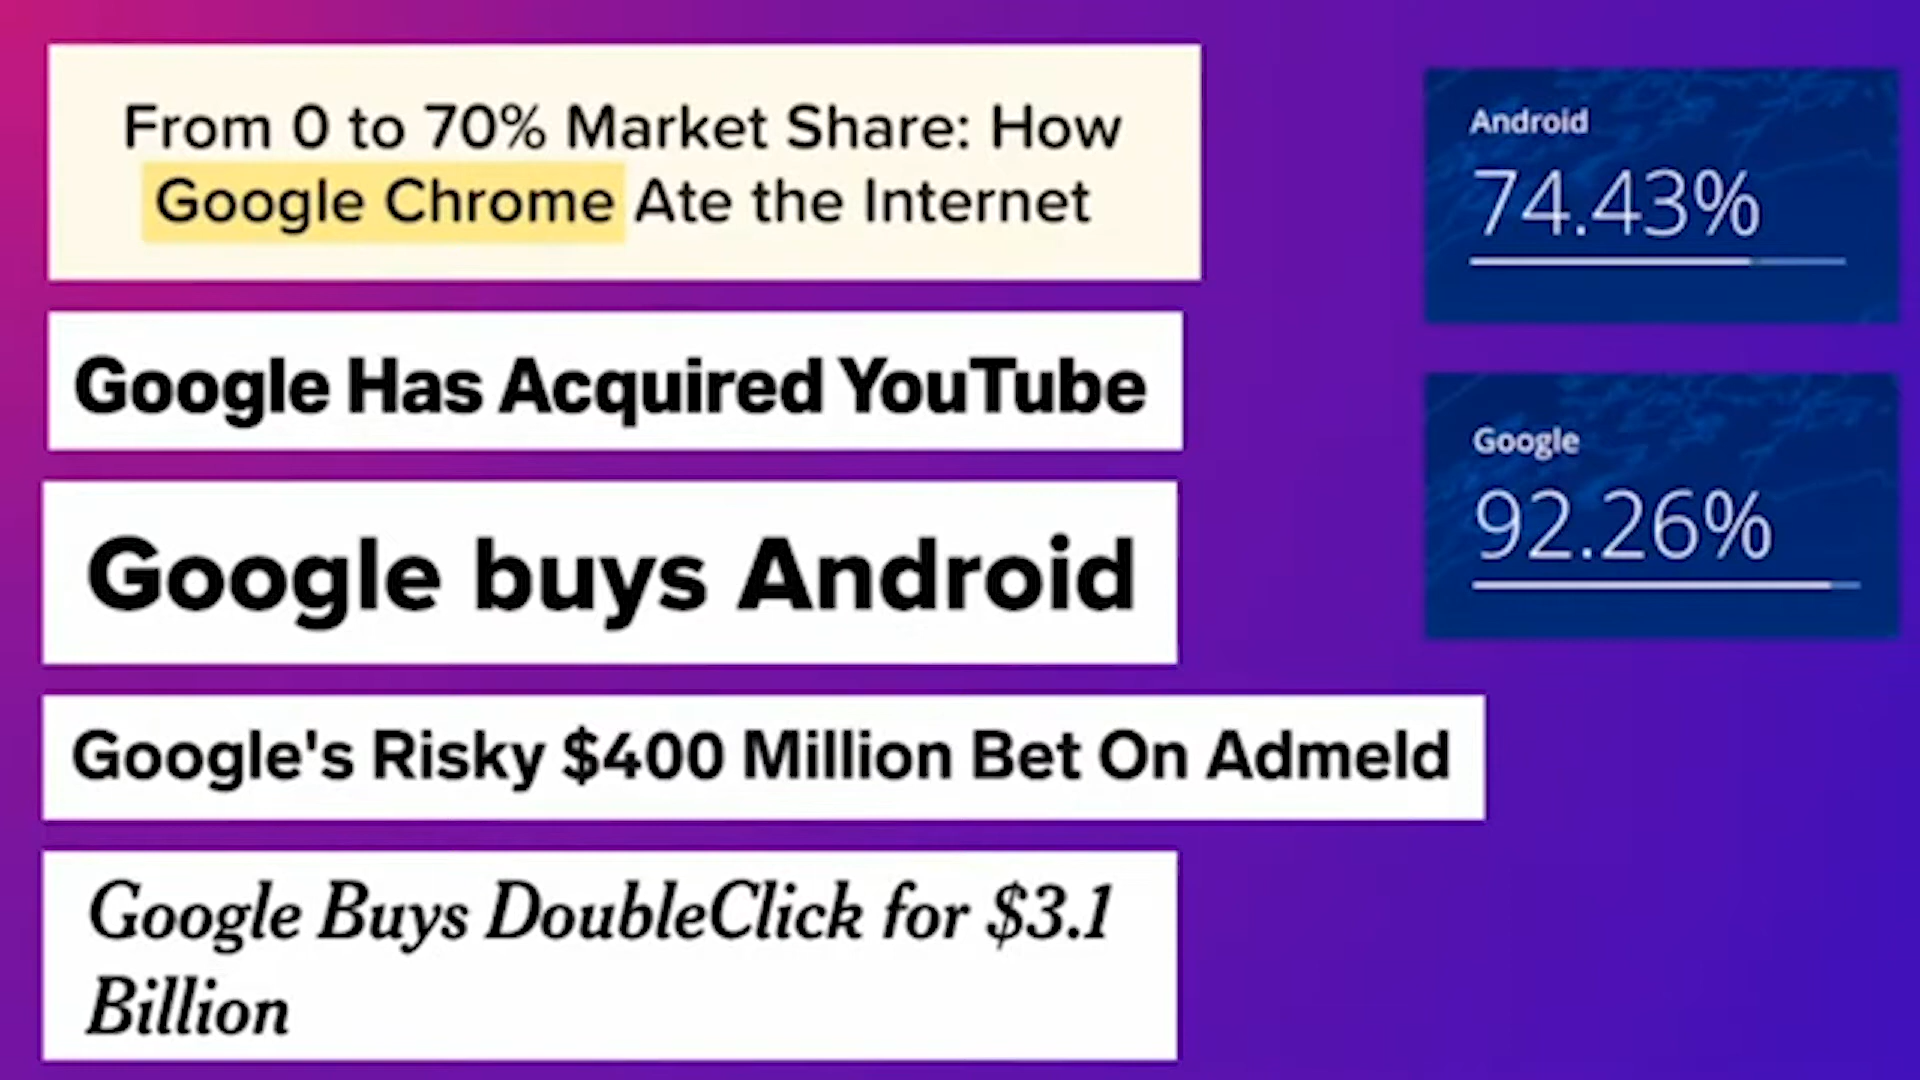 From 0 to 70% Market Share: How
Google Chrome Ate the Internet
Google Has Acquired YouTube
Google buys Android
Google's Risky $400 Million Bet On Admeld
Google Buys DoubleClick for $3.1
Billion
Android
74.43%
Google
92.26%